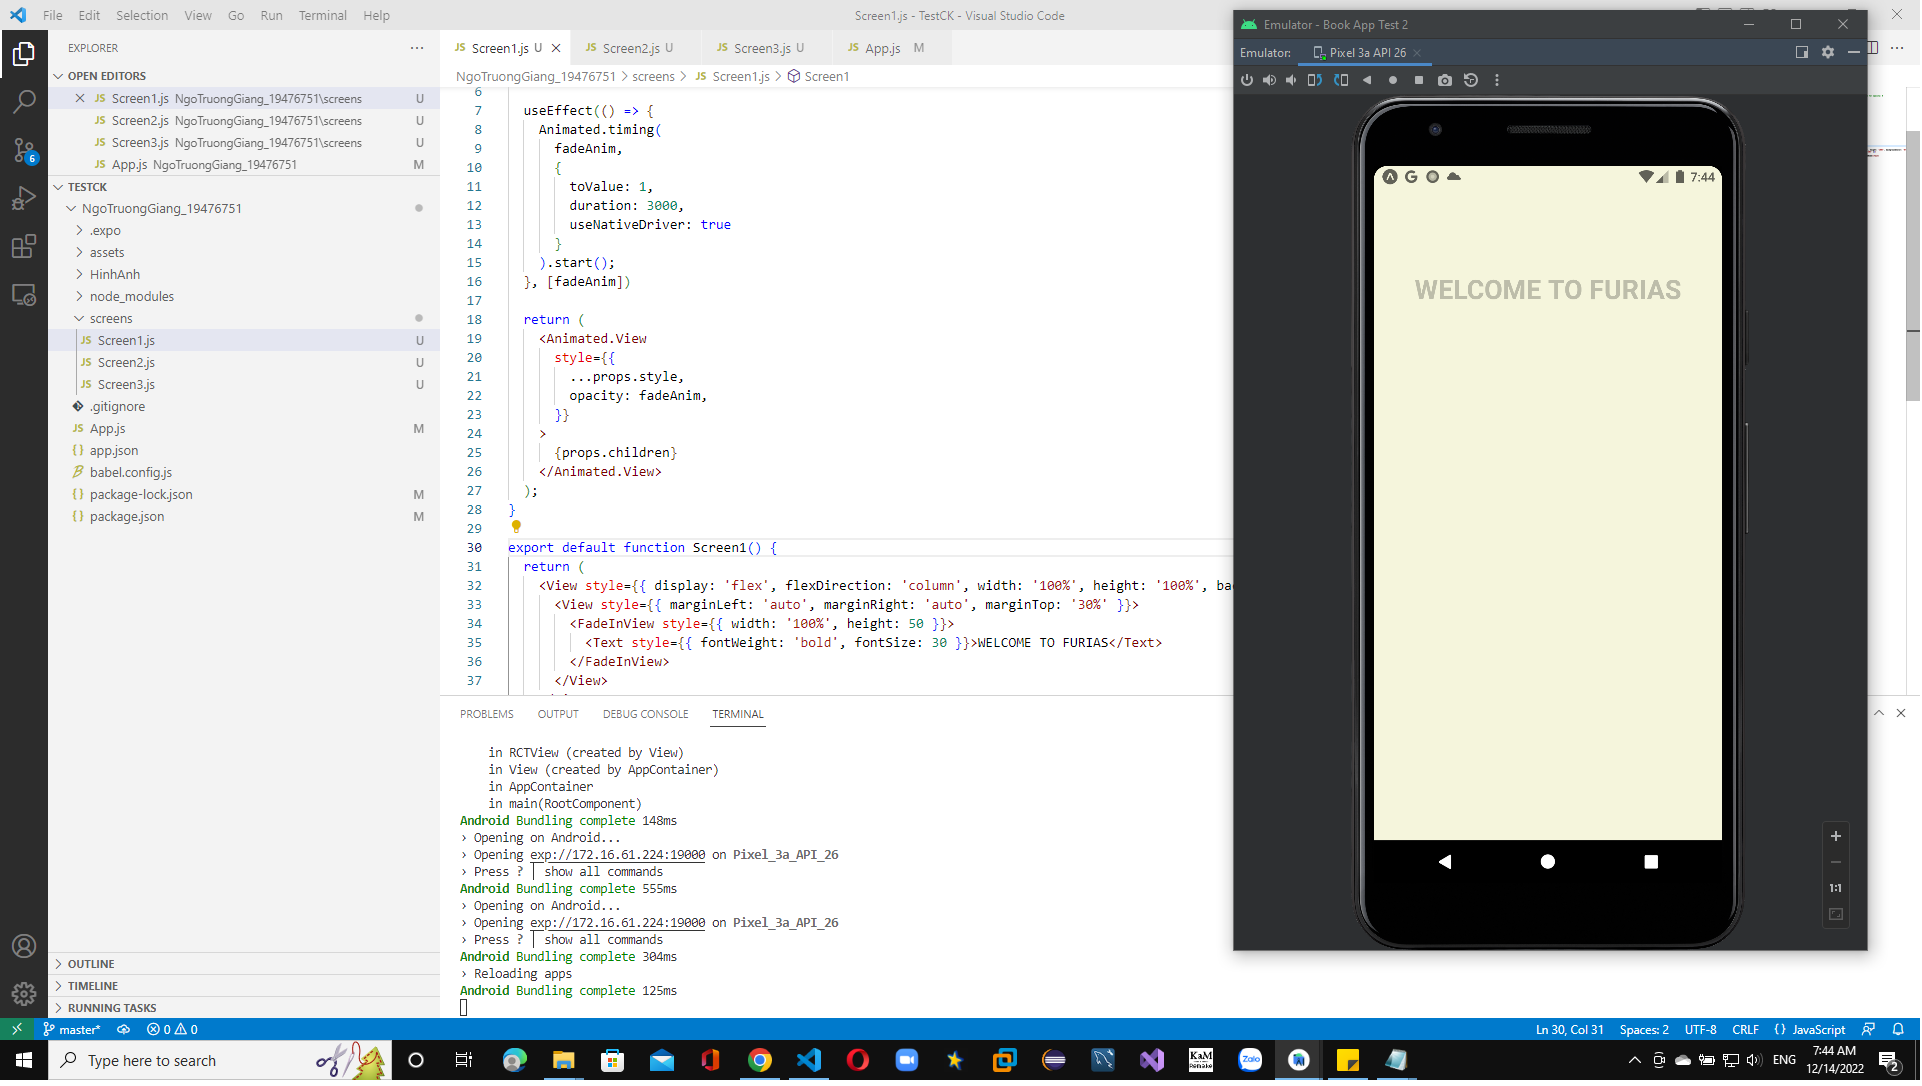 File Edit Selection View Go Run Terminal Help
Screen1.js - TestCK - Visual Studio Code
EXPLORER
OPEN EDITORS
Screen1.js NgoTruongGiang_19476751\screens U
Screen2.js NgoTruongGiang_19476751\screens U
Screen3.js NgoTruongGiang_19476751\screens U
App.js NgoTruongGiang_19476751 M
TESTCK
NgoTruongGiang_19476751
.expo
assets
HinhAnh
node_modules
screens
JS Screen1.js U
JS Screen2.js U
JS Screen3.js U
.gitignore
JS App.js M
{} app.json
babel.config.js
{} package-lock.json M
{} package.json M
OUTLINE
TIMELINE
RUNNING TASKS
JS Screen1.js U
JS Screen2.js U
JS Screen3.js U
JS App.js M
NgoTruongGiang_19476751 > screens > JS Screen1.js > Screen1
6
7 useEffect(() => {
8 Animated.timing(
9 fadeAnim,
10 {
11 toValue: 1,
12 duration: 3000,
13 useNativeDriver: true
14 }
15 ).start();
16 }, [fadeAnim])
17
18 return (
19 <Animated.View
20 style={{
21 ...props.style,
22 opacity: fadeAnim,
23 }}
24 >
25 {props.children}
26 </Animated.View>
27 );
28 }
29
30 export default function Screen1() {
31 return (
32 <View style={{ display: 'flex', flexDirection: 'column', width: '100%', height: '100%', ba
33 <View style={{ marginLeft: 'auto', marginRight: 'auto', marginTop: '30%' }}>
34 <FadeInView style={{ width: '100%', height: 50 }}>
35 <Text style={{ fontWeight: 'bold', fontSize: 30 }}>WELCOME TO FURIAS</Text>
36 </FadeInView>
37 </View>
PROBLEMS OUTPUT DEBUG CONSOLE TERMINAL
in RCTView (created by View)
in View (created by AppContainer)
in AppContainer
in main(RootComponent)
Android Bundling complete 148ms
› Opening on Android...
› Opening exp://172.16.61.224:19000 on Pixel_3a_API_26
› Press ? │ show all commands
Android Bundling complete 555ms
› Opening on Android...
› Opening exp://172.16.61.224:19000 on Pixel_3a_API_26
› Press ? │ show all commands
Android Bundling complete 304ms
› Reloading apps
Android Bundling complete 125ms
Emulator - Book App Test 2
Emulator: Pixel 3a API 26
7:44
WELCOME TO FURIAS
1:1
6
master* 0 0
Ln 30, Col 31 Spaces: 2 UTF-8 CRLF {} JavaScript
Type here to search
KaM
Remake
Zalo
ENG
7:44 AM
12/14/2022
2